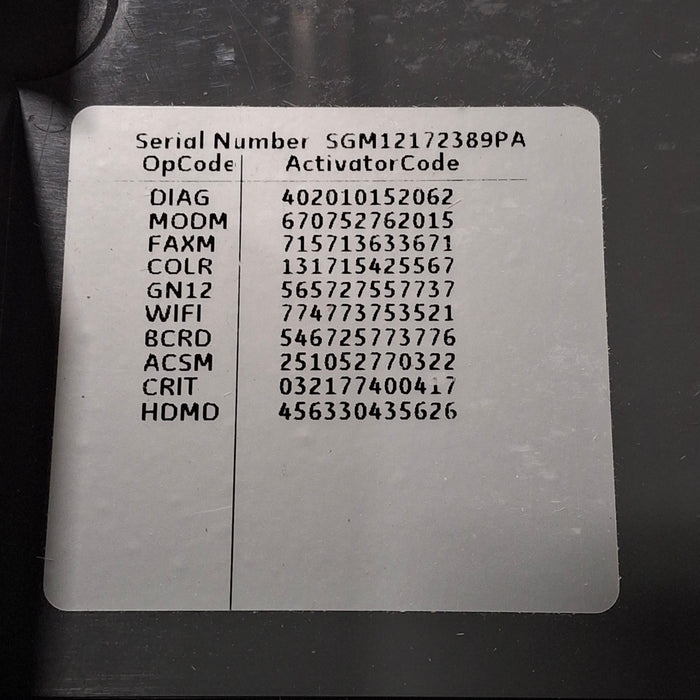 Serial Number SGM12172389PA
OpCode ActivatorCode
DIAG 402010152062
MODM 670752762015
FAXM 715713633671
COLR 131715425567
GN12 565727557737
WIFI 774773753521
BCRD 546725773776
ACSM 251052770322
CRIT 032177400417
HDMD 456330435626